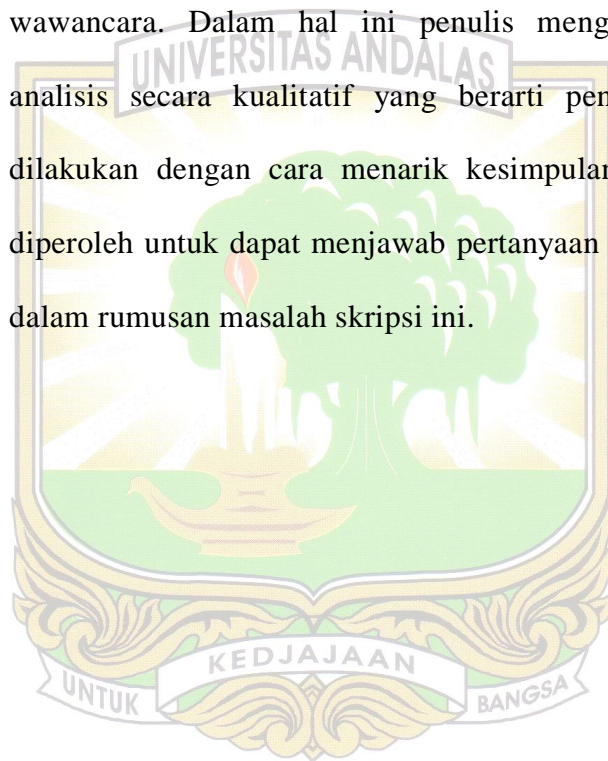 wawancara. Dalam hal ini penulis meng
UNIVERSITAS ANDALAS
analisis secara kualitatif yang berarti pen
dilakukan dengan cara menarik kesimpulan
diperoleh untuk dapat menjawab pertanyaan
dalam rumusan masalah skripsi ini.
UNTUK KEDJAJAAN BANGSA